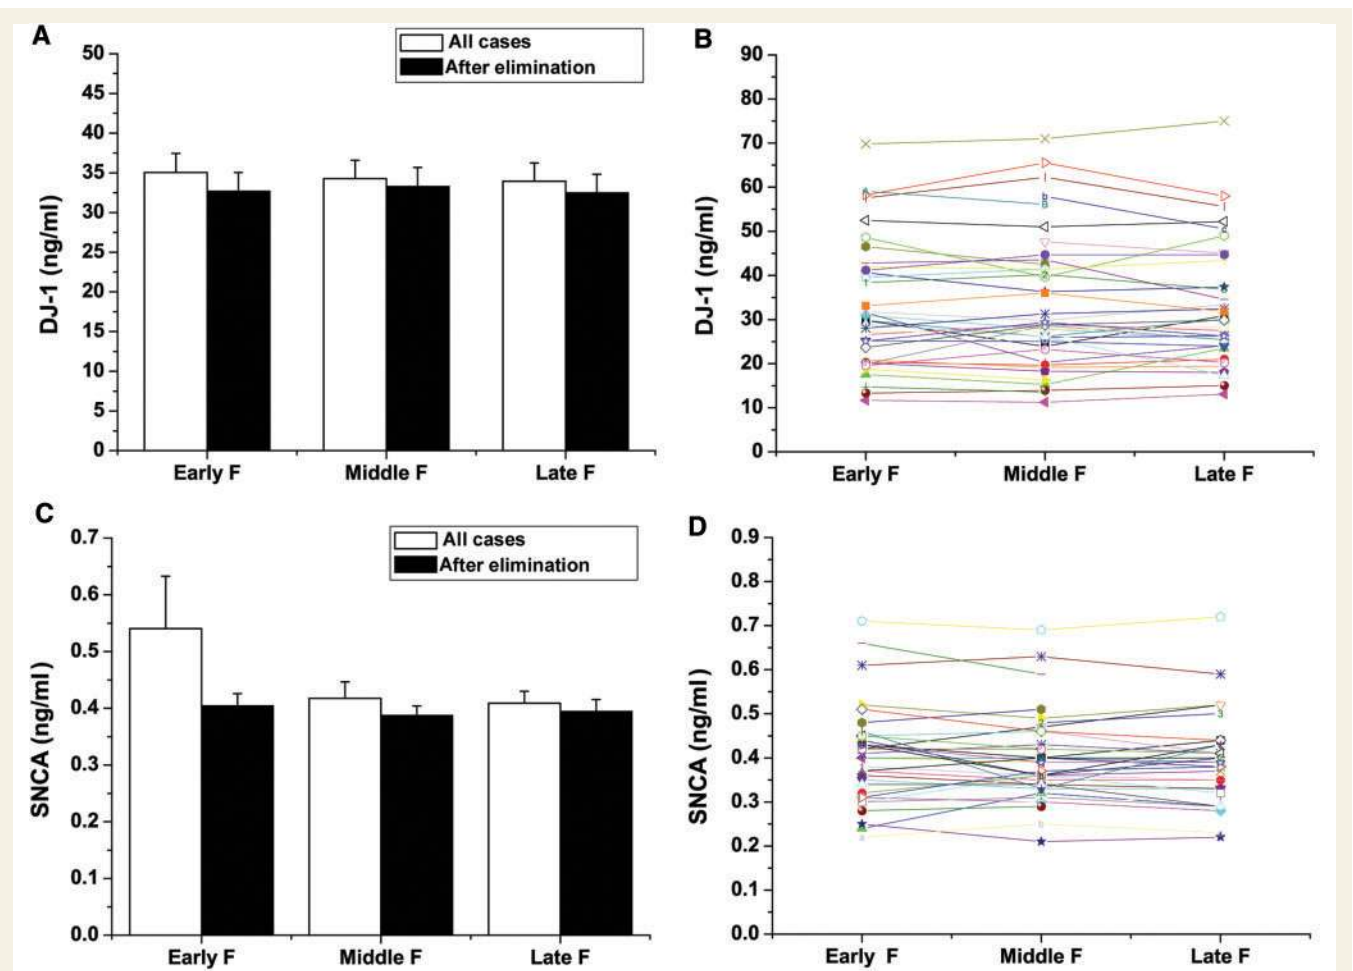 A
All cases
After elimination
50
45
40
35
30
25
20
15
10
5
0
DJ-1 (ng/ml)
Early F
Middle F
Late F
B
90
80
70
60
50
40
30
20
10
0
DJ-1 (ng/ml)
Early F
Middle F
Late F
C
All cases
After elimination
0.7
0.6
0.5
0.4
0.3
0.2
0.1
0.0
SNCA (ng/ml)
Early F
Middle F
Late F
D
0.9
0.8
0.7
0.6
0.5
0.4
0.3
0.2
0.1
0.0
SNCA (ng/ml)
Early F
Middle F
Late F